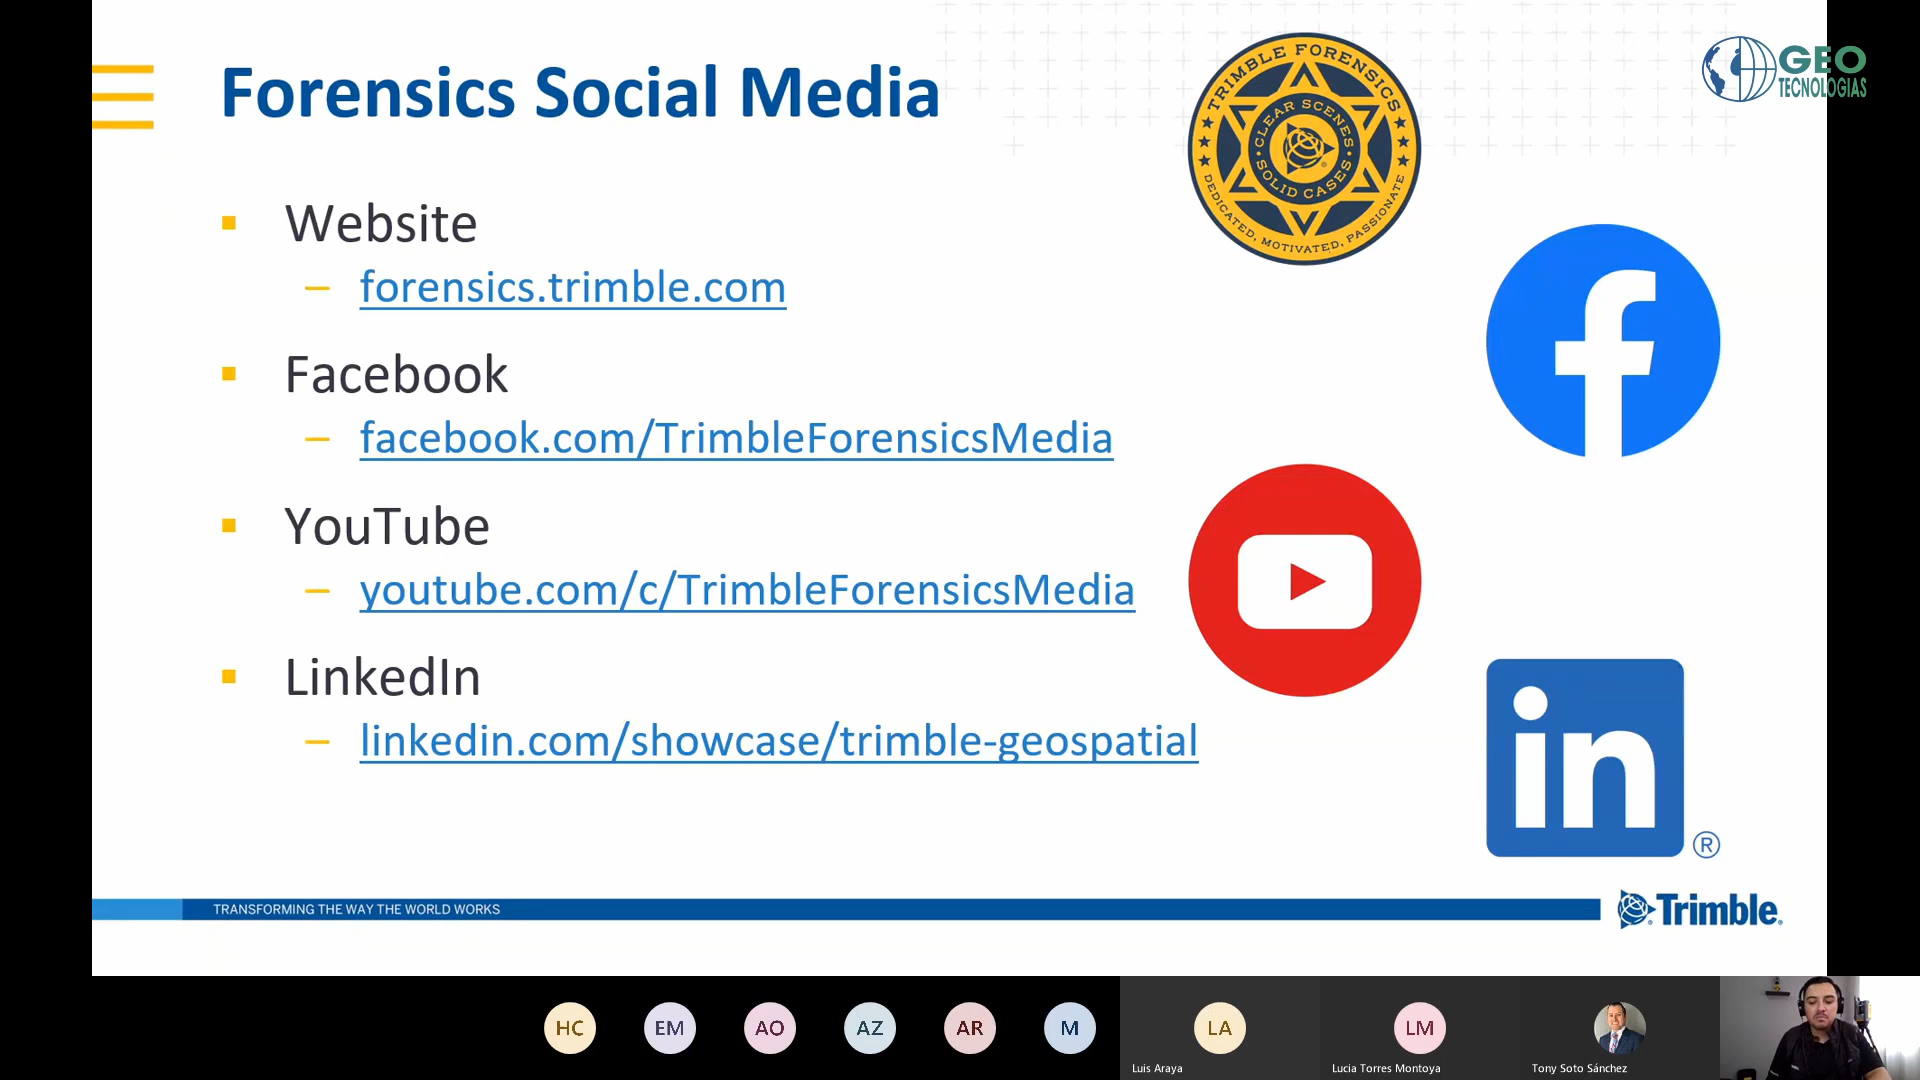 Forensics Social Media
TRIMBLE FORENSICS
CLEAR SCENES
SOLID CASES
DEDICATED, MOTIVATED, PASSIONATE
GEO
TECNOLOGIAS
Website
– forensics.trimble.com
Facebook
– facebook.com/TrimbleForensicsMedia
YouTube
– youtube.com/c/TrimbleForensicsMedia
LinkedIn
– linkedin.com/showcase/trimble-geospatial
f
in
®
TRANSFORMING THE WAY THE WORLD WORKS
Trimble
HC
EM
AO
AZ
AR
M
LA
LM
Luis Araya
Lucia Torres Montoya
Tony Soto Sánchez